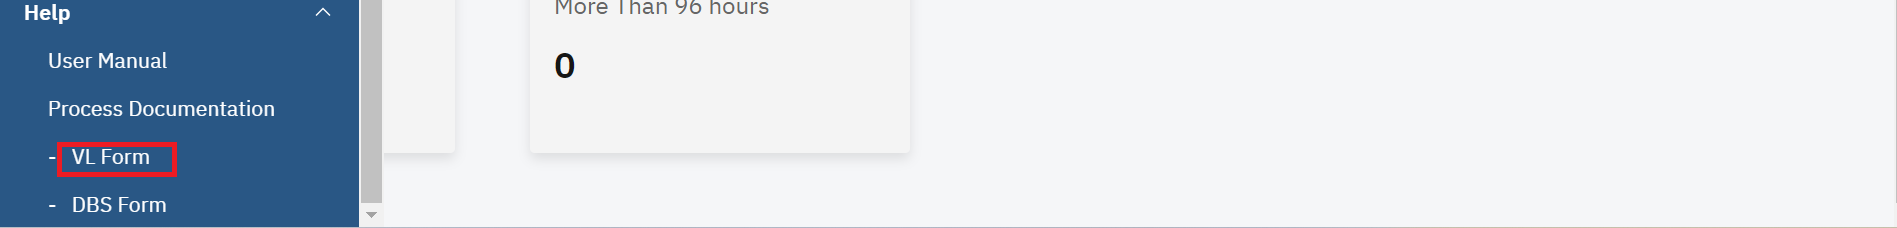 Help
User Manual
Process Documentation
- VL Form
- DBS Form
More Than 96 hours
0